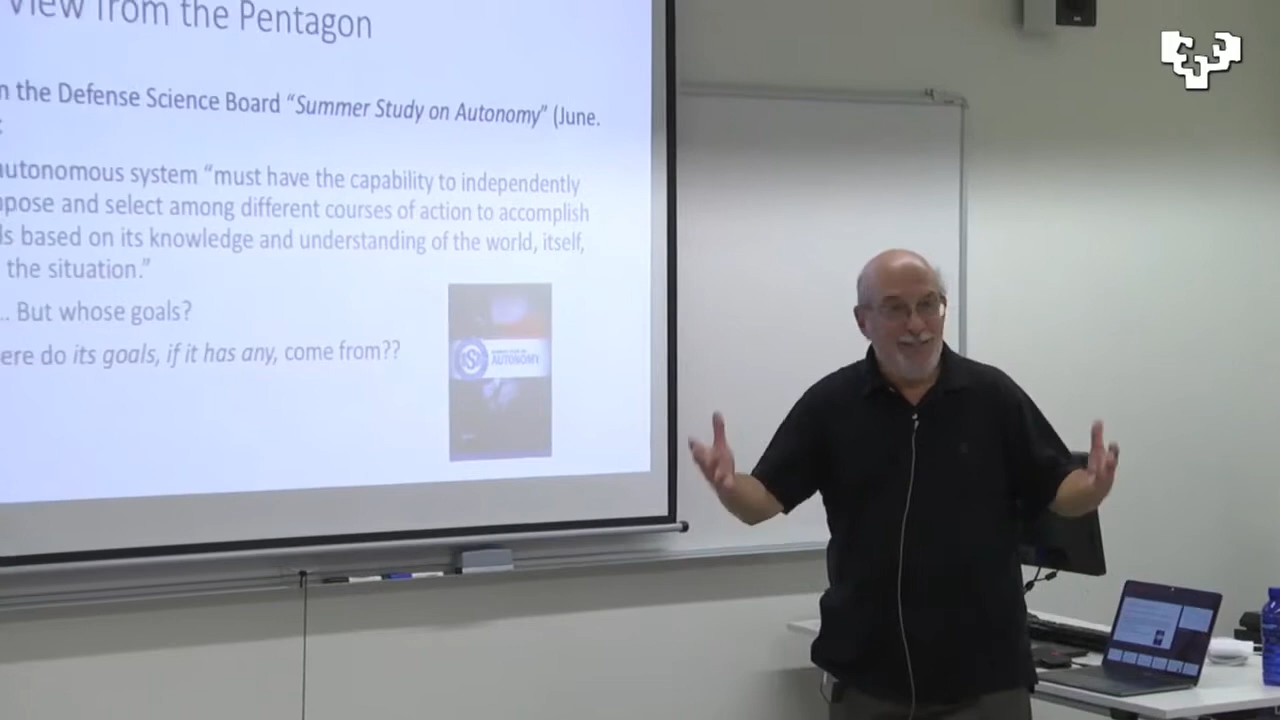 View from the Pentagon
the Defense Science Board “Summer Study on Autonomy” (June.
autonomous system “must have the capability to independently
pose and select among different courses of action to accomplish
ls based on its knowledge and understanding of the world, itself,
the situation.”
.. But whose goals?
ere do its goals, if it has any, come from??
AUTONOMY